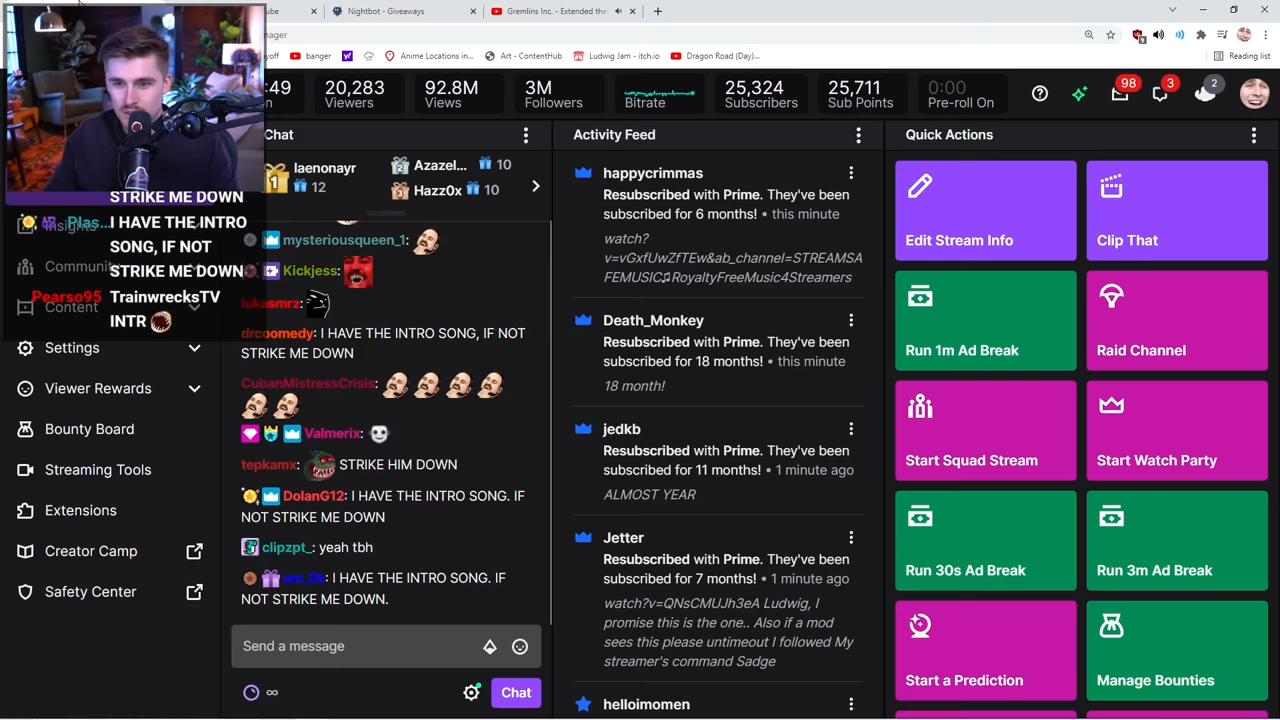 ube
Nightbot - Giveaways
Gremlins Inc. - Extended the
nager
yoff
banger
Anime Locations in...
Art - ContentHub
Ludwig Jam - itch.io
Dragon Road (Day)...
Reading list
:49
20,283
92.8M
3M
25,324
25,711
0:00
98
3
2
n
Viewers
Views
Followers
Bitrate
Subscribers
Sub Points
Pre-roll On
Chat
1
laenonayr
12
2
Azazel...
10
3
Hazz0x
10
STRIKE ME DOWN
Plas...
I HAVE THE INTRO
SONG, IF NOT
STRIKE ME DOWN
Pearso95
TrainwrecksTV
INTR
Insights
Community
Content
Settings
Viewer Rewards
Bounty Board
Streaming Tools
Extensions
Creator Camp
Safety Center
mysteriousqueen_1:
Kickjess:
lukasmrz:
drcoomedy: I HAVE THE INTRO SONG, IF NOT
STRIKE ME DOWN
CubanMistressCrisis:
Valmerix:
tepkamx: STRIKE HIM DOWN
DolanG12: I HAVE THE INTRO SONG. IF
NOT STRIKE ME DOWN
clipzpt_: yeah tbh
I HAVE THE INTRO SONG. IF
NOT STRIKE ME DOWN.
Send a message
∞
Chat
Activity Feed
happycrimmas
Resubscribed with Prime. They've been
subscribed for 6 months! • this minute
watch?
v=vGxfUwZfTEw&ab_channel=STREAMSA
FEMUSIC♫RoyaltyFreeMusic4Streamers
Death_Monkey
Resubscribed with Prime. They've been
subscribed for 18 months! • this minute
18 month!
jedkb
Resubscribed with Prime. They've been
subscribed for 11 months! • 1 minute ago
ALMOST YEAR
Jetter
Resubscribed with Prime. They've been
subscribed for 7 months! • 1 minute ago
watch?v=QNsCMUJh3eA Ludwig, I
promise this is the one.. Also if a mod
sees this please untimeout I followed My
streamer's command Sadge
helloimomen
Quick Actions
Edit Stream Info
Clip That
Run 1m Ad Break
Raid Channel
Start Squad Stream
Start Watch Party
Run 30s Ad Break
Run 3m Ad Break
Start a Prediction
Manage Bounties